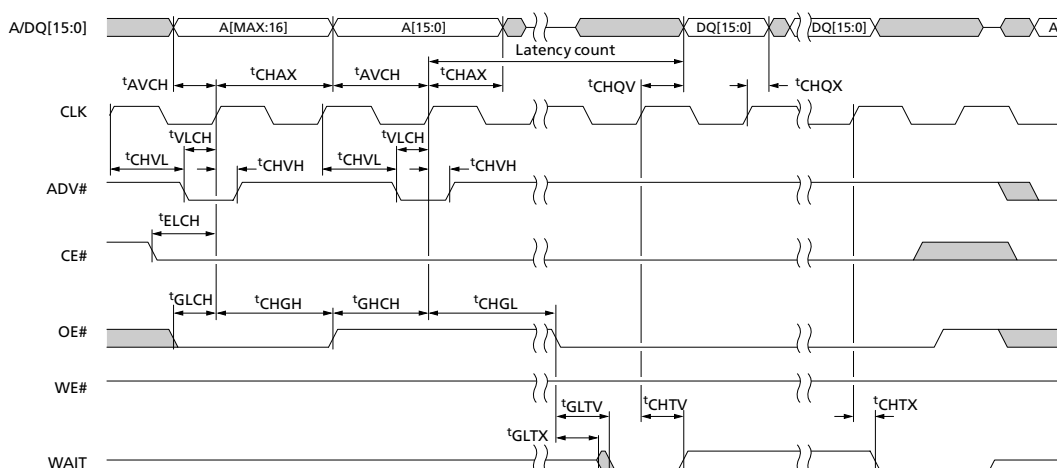 A/DQ[15:0] A[MAX:16] A[15:0] DQ[15:0] DQ[15:0] A
Latency count
tAVCH tCHAX tAVCH tCHAX tCHQV tCHQX
CLK
tVLCH tVLCH
tCHVL tCHVH tCHVL tCHVH
ADV#
tELCH
CE#
tGLCH tCHGH tGHCH tCHGL
OE#
WE#
tGLTV tCHTV tCHTX
tGLTX
WAIT